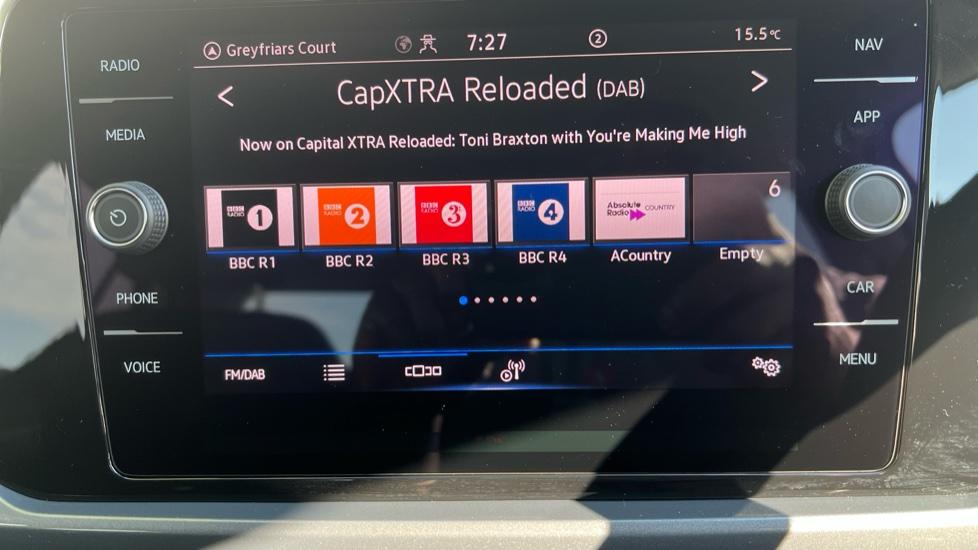 RADIO
MEDIA
PHONE
VOICE
Greyfriars Court 7:27 2 15.5°C
< CapXTRA Reloaded (DAB) >
Now on Capital XTRA Reloaded: Toni Braxton with You're Making Me High
BBC RADIO 1
BBC RADIO 2
BBC RADIO 3
BBC RADIO 4
Absolute Radio COUNTRY
6
BBC R1 BBC R2 BBC R3 BBC R4 ACountry Empty
FM/DAB
NAV
APP
CAR
MENU